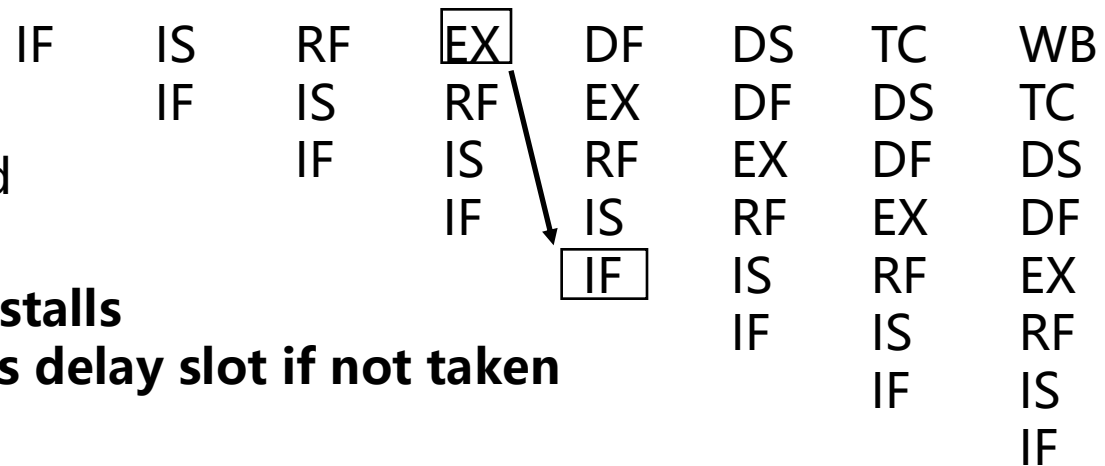 IF IS RF EX DF DS TC WB
IF IS RF EX DF DS TC
d IF IS RF EX DF DS
IF IS RF EX DF
IF IS RF EX
stalls
IF IS RF
s delay slot if not taken
IF IS
IF